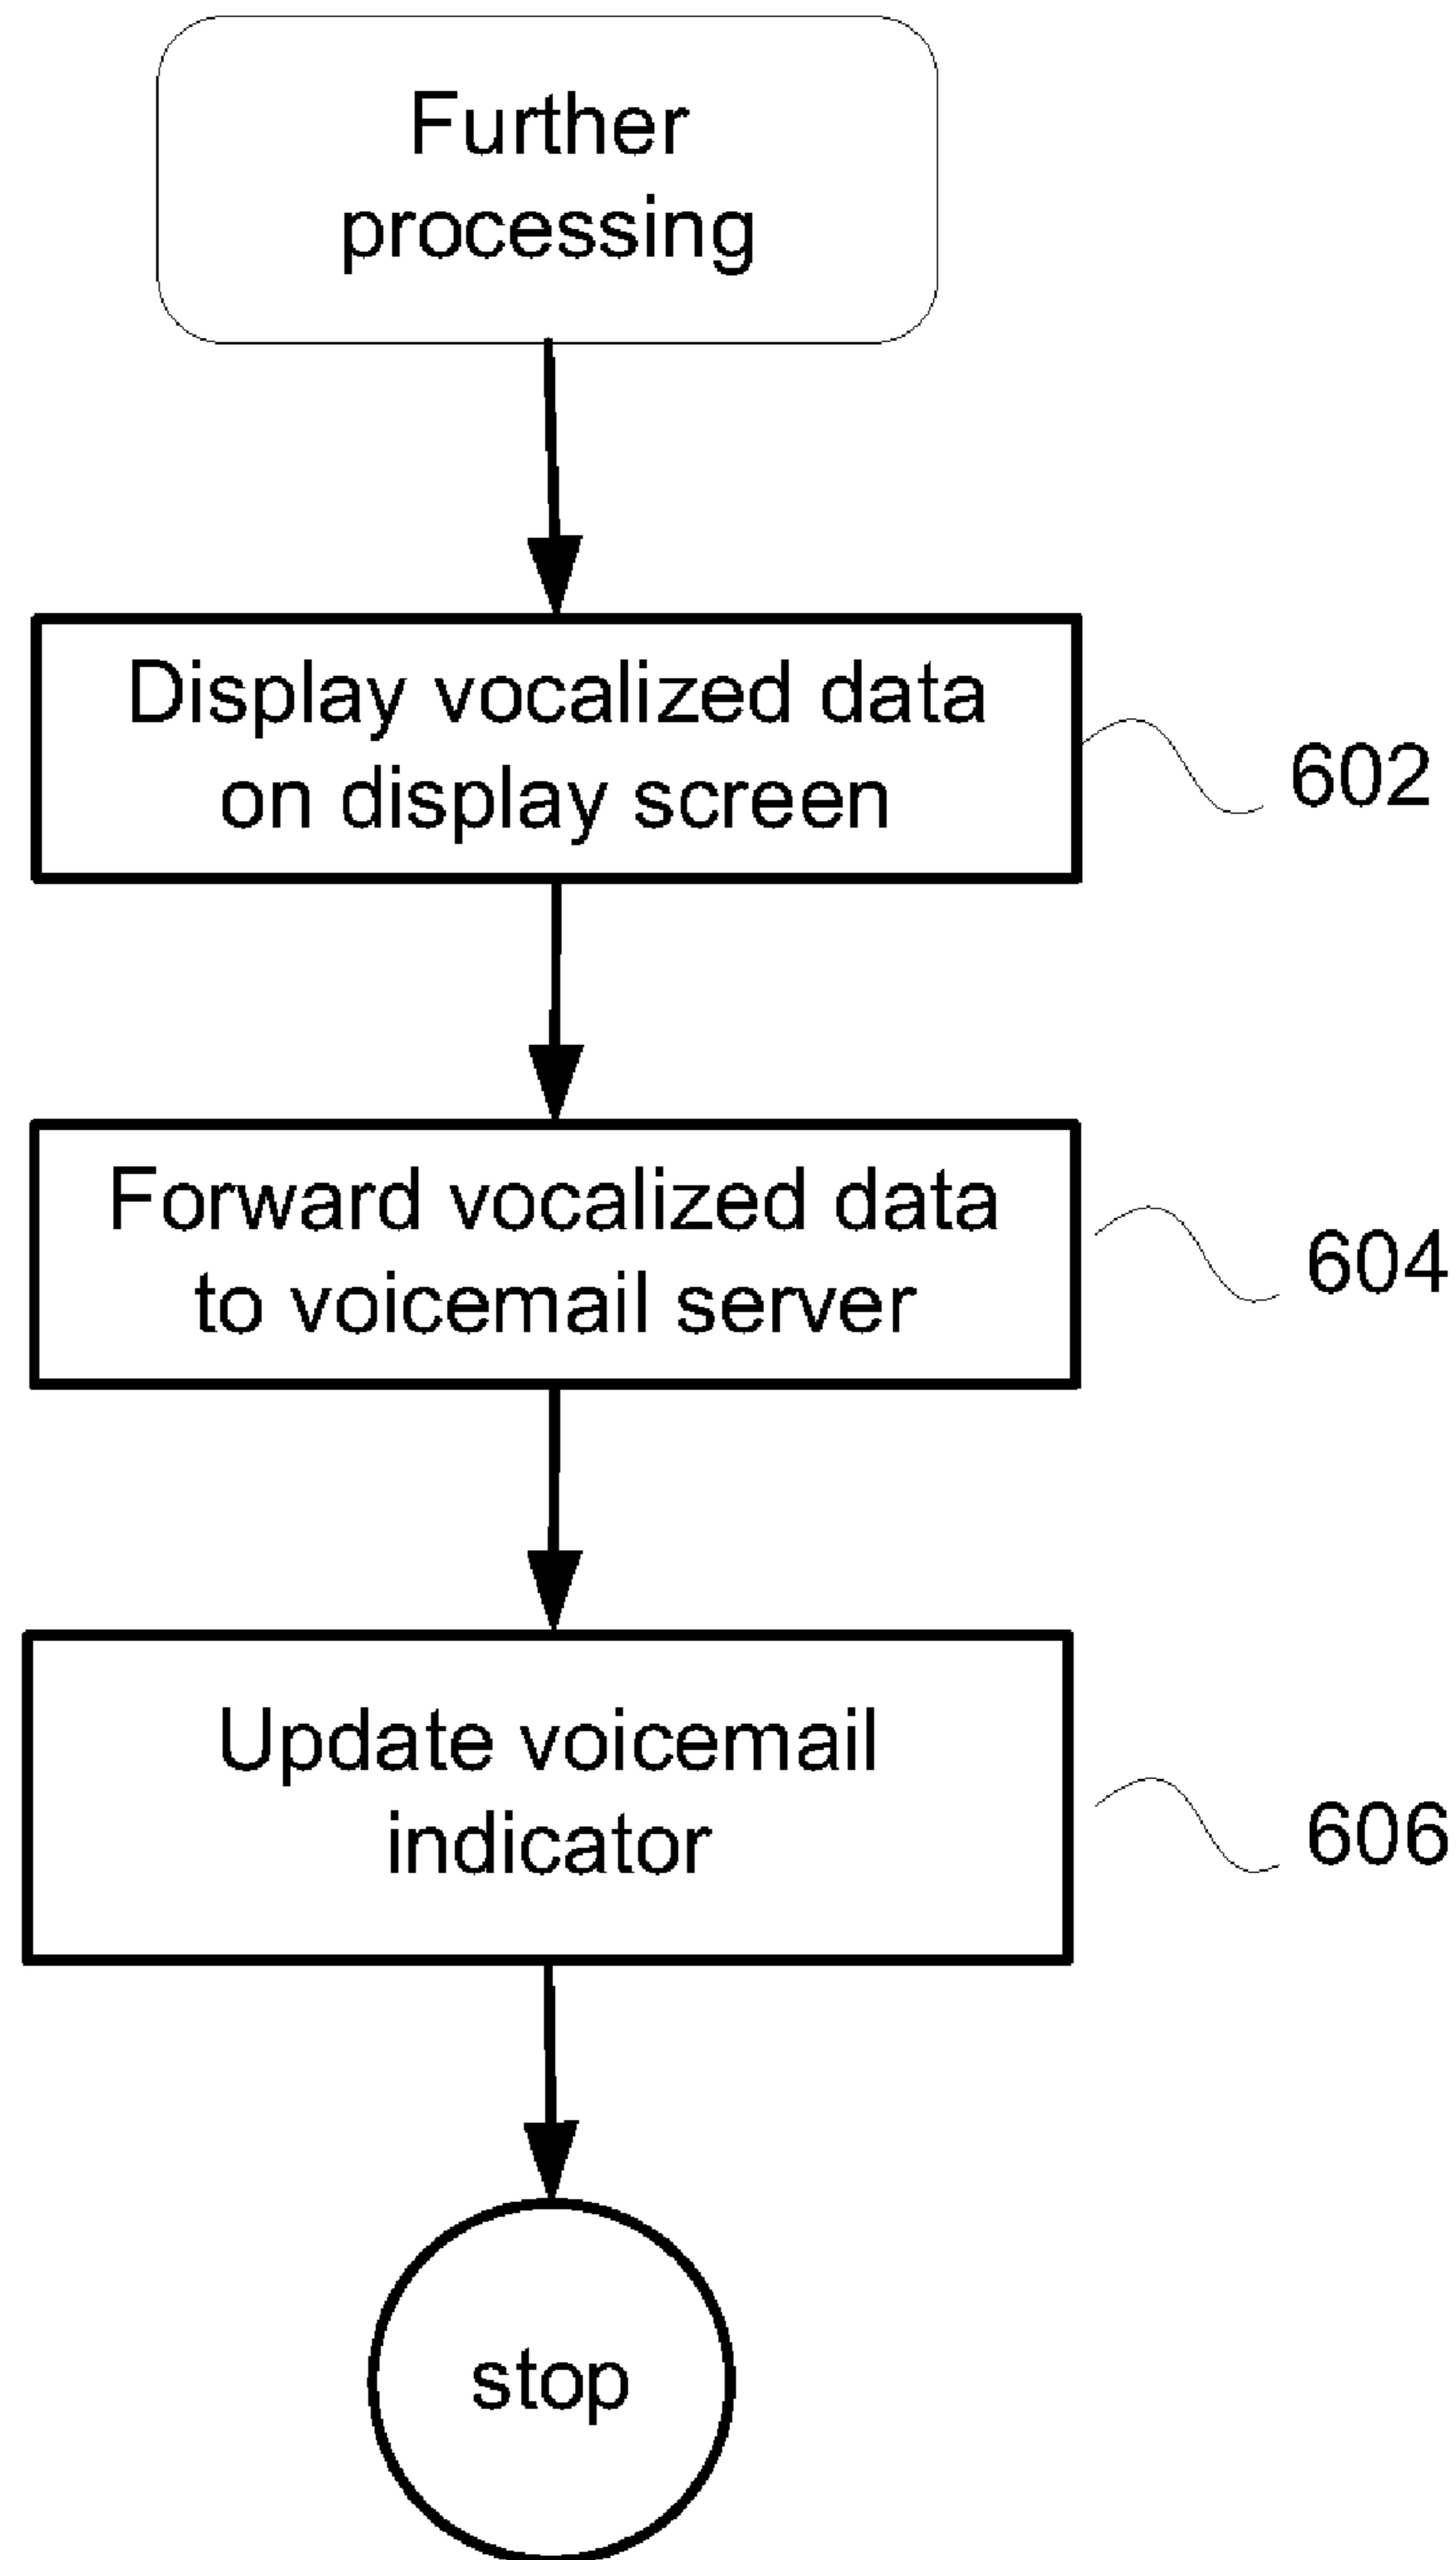 Further
processing
Display vocalized data
on display screen
602
Forward vocalized data
to voicemail server
604
Update voicemail
indicator
606
stop